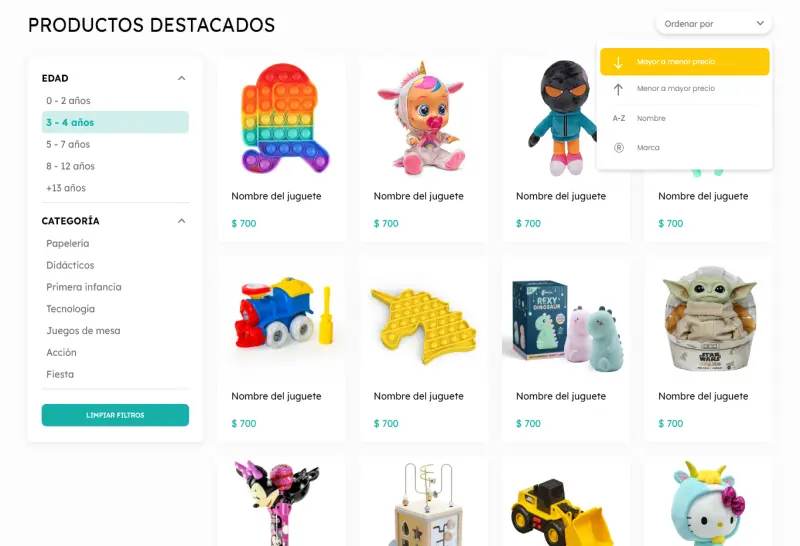 PRODUCTOS DESTACADOS
Ordenar por
Mayor a menor precio
Menor a mayor precio
A-Z Nombre
R Marca
EDAD
0 - 2 años
3 - 4 años
5 - 7 años
8 - 12 años
+13 años
CATEGORÍA
Papelería
Didácticos
Primera infancia
Tecnología
Juegos de mesa
Acción
Fiesta
LIMPIAR FILTROS
Nombre del juguete
$ 700
Nombre del juguete
$ 700
Nombre del juguete
$ 700
Nombre del juguete
$ 700
REXY
DINOSAUR
STAR
WARS
Nombre del juguete
$ 700
Nombre del juguete
$ 700
Nombre del juguete
$ 700
Nombre del juguete
$ 700